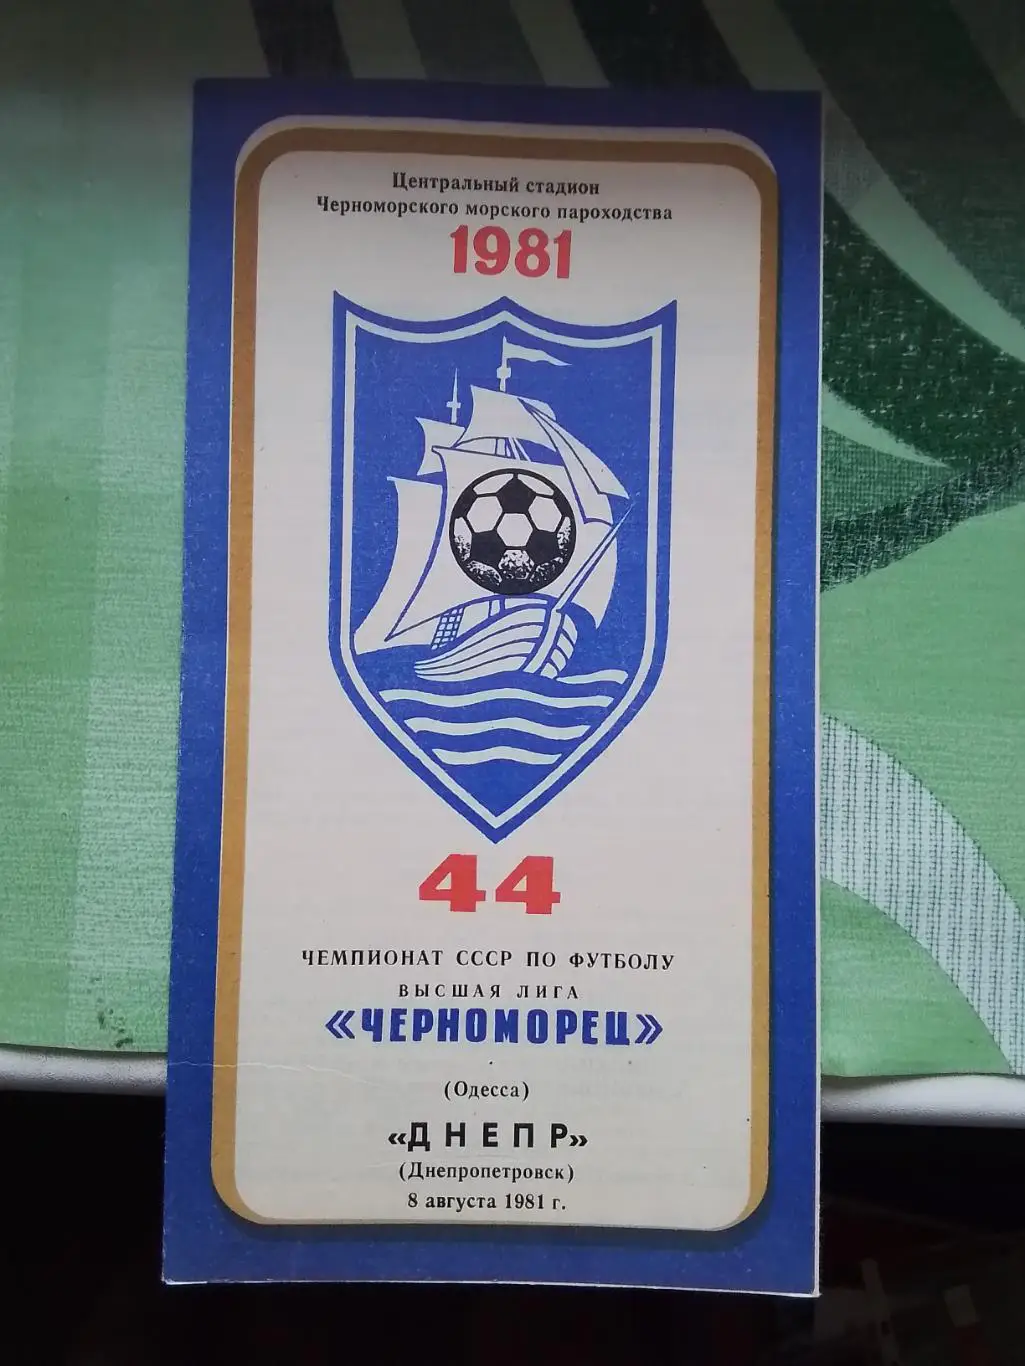 Центральный стадион
Черноморского морского пароходства
1981
44
ЧЕМПИОНАТ СССР ПО ФУТБОЛУ
ВЫСШАЯ ЛИГА
«ЧЕРНОМОРЕЦ»
(Одесса)
«ДНЕПР»
(Днепропетровск)
8 августа 1981 г.